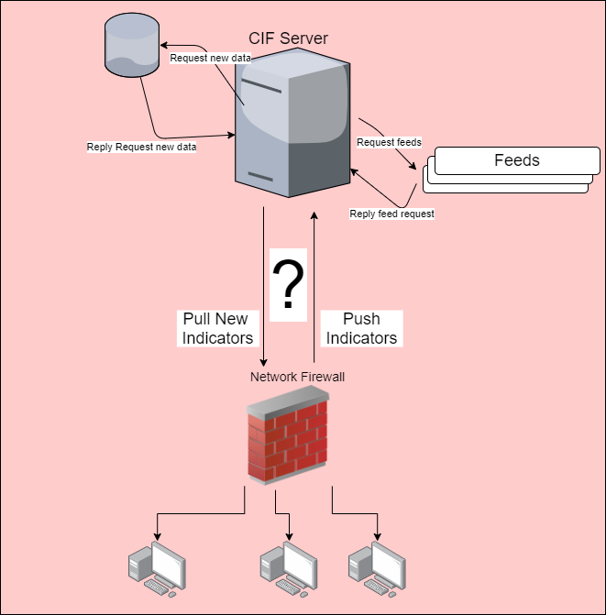 CIF Server
Request new data
Reply Request new data
Request feeds
Feeds
Reply feed request
?
Pull New
Indicators
Push
Indicators
Network Firewall